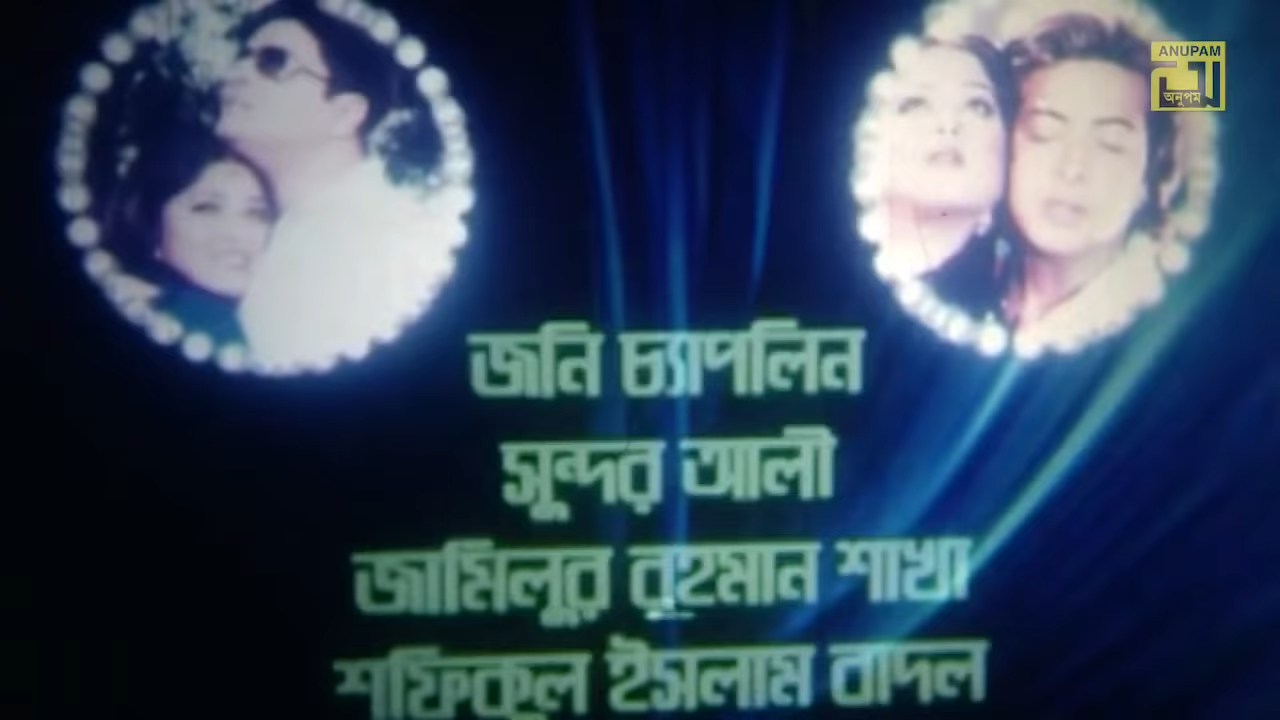 ANUPAM
অনুপম
জনি চ্যাপলিন
সুন্দর আলী
জামিলুর রহমান শাখা
শফিকুল ইসলাম বাদল